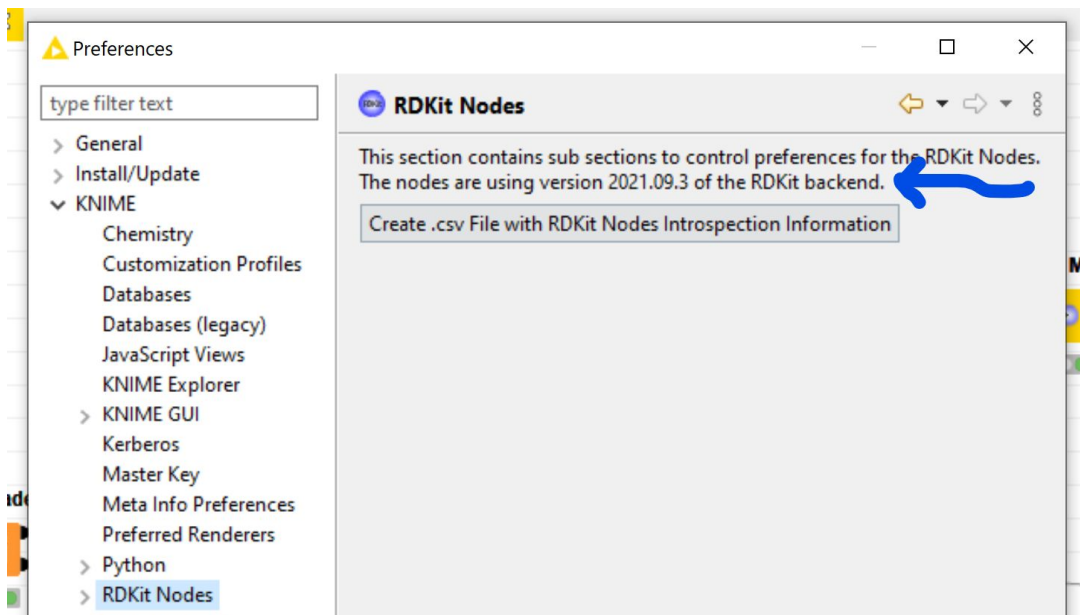 Preferences
type filter text
General
Install/Update
KNIME
Chemistry
Customization Profiles
Databases
Databases (legacy)
JavaScript Views
KNIME Explorer
KNIME GUI
Kerberos
Master Key
Meta Info Preferences
Preferred Renderers
Python
RDKit Nodes
RDKit Nodes
This section contains sub sections to control preferences for the RDKit Nodes.
The nodes are using version 2021.09.3 of the RDKit backend.
Create .csv File with RDKit Nodes Introspection Information